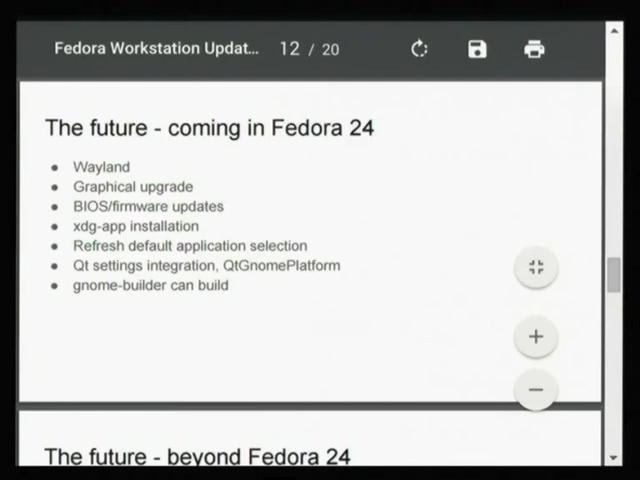 Fedora Workstation Updat... 12 / 20
The future - coming in Fedora 24
Wayland
Graphical upgrade
BIOS/firmware updates
xdg-app installation
Refresh default application selection
Qt settings integration, QtGnomePlatform
gnome-builder can build
The future - beyond Fedora 24